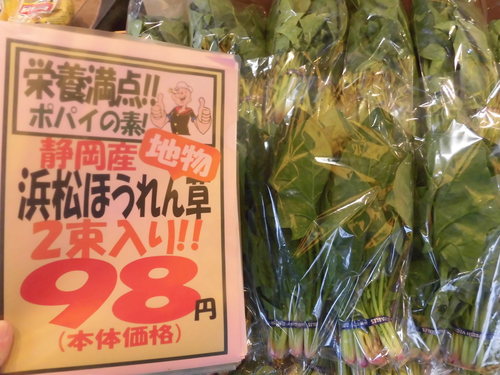 栄養満点!!
ポパイの素!
静岡産
地物
浜松ほうれん草
2束入り!!
98円
(本体価格)